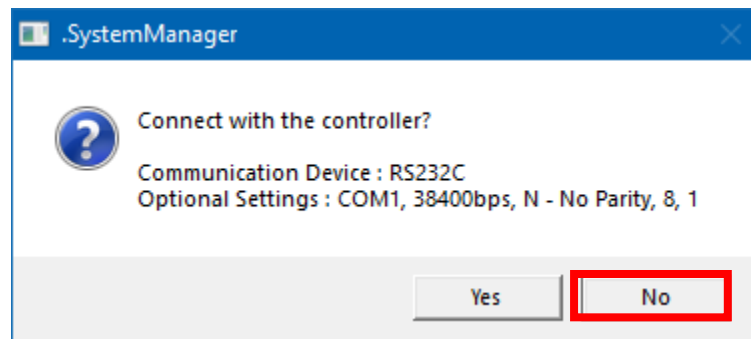 .SystemManager
Connect with the controller?
Communication Device : RS232C
Optional Settings : COM1, 38400bps, N - No Parity, 8, 1
Yes
No